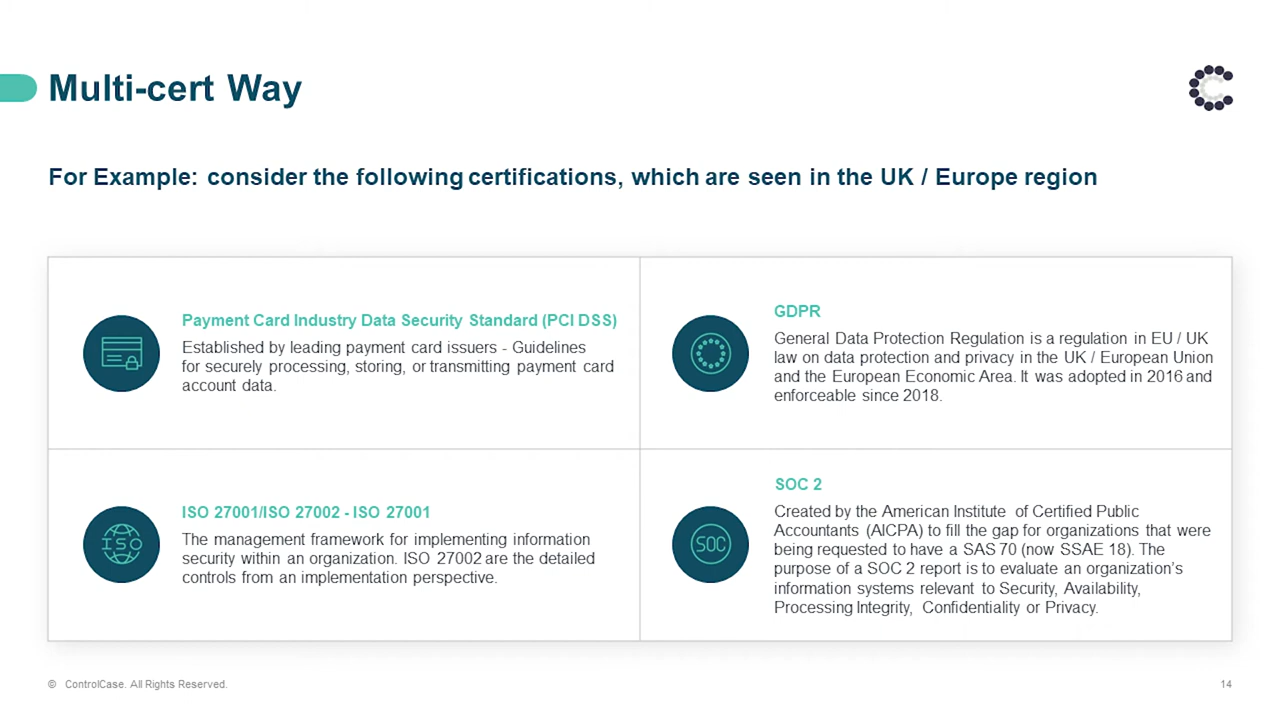 Multi-cert Way
For Example: consider the following certifications, which are seen in the UK / Europe region
Payment Card Industry Data Security Standard (PCI DSS)
Established by leading payment card issuers - Guidelines
for securely processing, storing, or transmitting payment card
account data.
GDPR
General Data Protection Regulation is a regulation in EU / UK
law on data protection and privacy in the UK / European Union
and the European Economic Area. It was adopted in 2016 and
enforceable since 2018.
ISO
ISO 27001/ISO 27002 - ISO 27001
The management framework for implementing information
security within an organization. ISO 27002 are the detailed
controls from an implementation perspective.
SOC
SOC 2
Created by the American Institute of Certified Public
Accountants (AICPA) to fill the gap for organizations that were
being requested to have a SAS 70 (now SSAE 18). The
purpose of a SOC 2 report is to evaluate an organization’s
information systems relevant to Security, Availability,
Processing Integrity, Confidentiality or Privacy.
© ControlCase. All Rights Reserved.
14